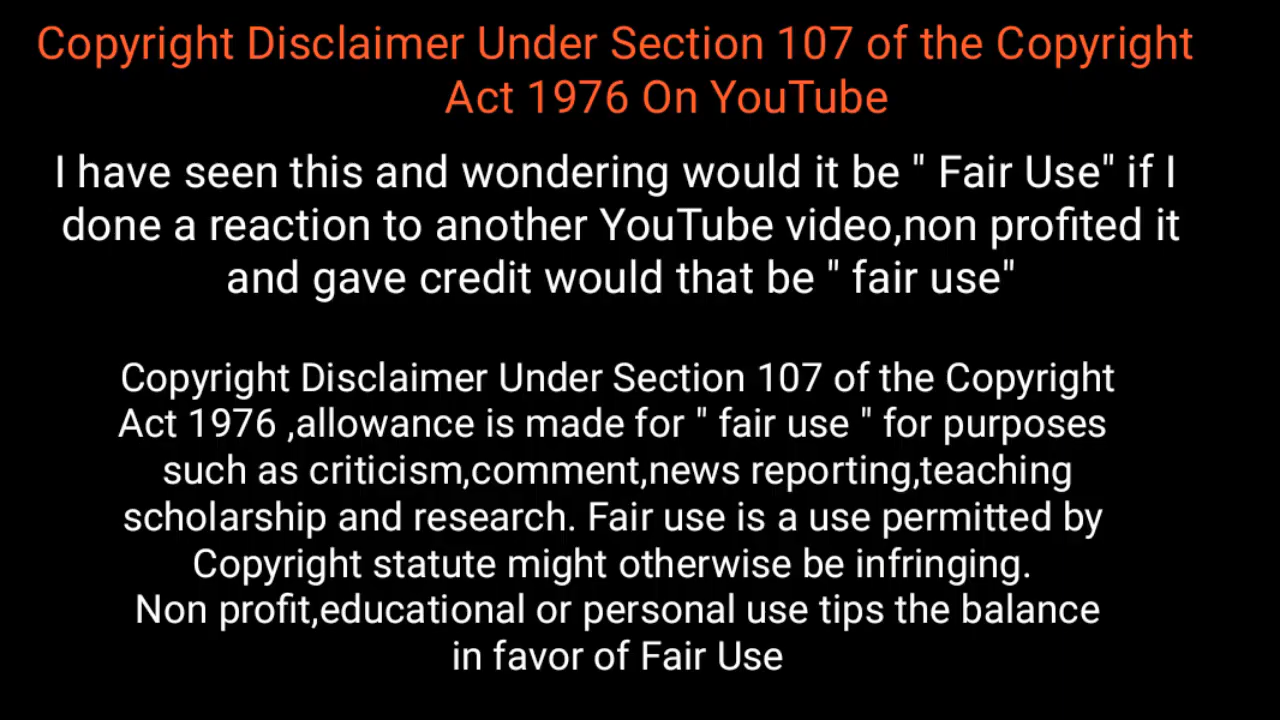 Copyright Disclaimer Under Section 107 of the Copyright
Act 1976 On YouTube
I have seen this and wondering would it be " Fair Use" if I
done a reaction to another YouTube video,non profited it
and gave credit would that be " fair use"
Copyright Disclaimer Under Section 107 of the Copyright
Act 1976 ,allowance is made for " fair use " for purposes
such as criticism,comment,news reporting,teaching
scholarship and research. Fair use is a use permitted by
Copyright statute might otherwise be infringing.
Non profit,educational or personal use tips the balance
in favor of Fair Use